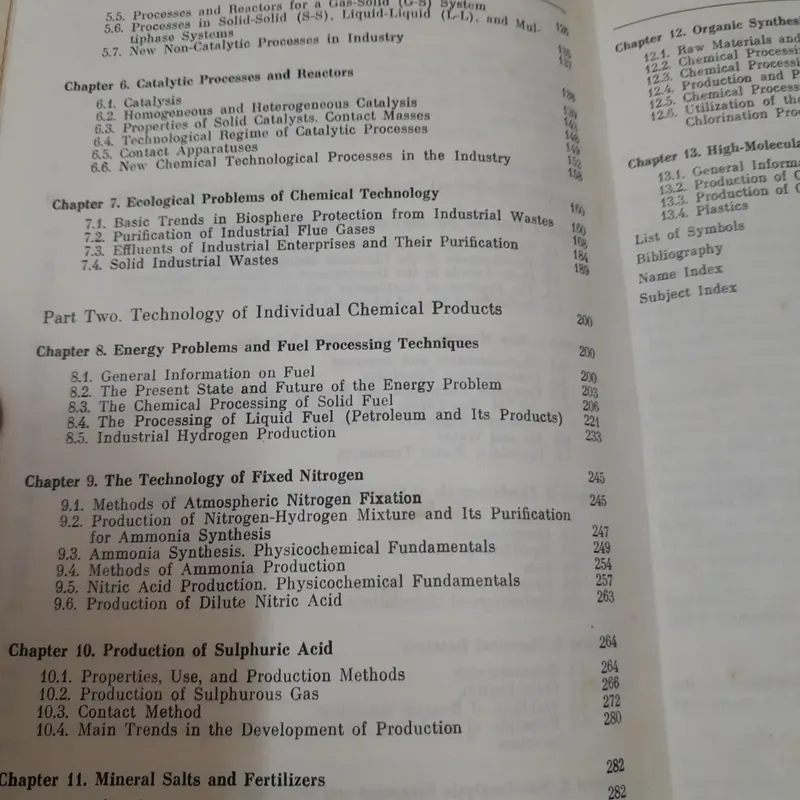 5.5. Processes and Reactors for a Gas-Solid (G-S) System
5.6. Processes in Solid-Solid (S-S), Liquid-Liquid (L-L), and Mul-
tiphase Systems
5.7. New Non-Catalytic Processes in Industry
Chapter 6. Catalytic Processes and Reactors
6.1. Catalysis
6.2. Homogeneous and Heterogeneous Catalysis
6.3. Properties of Solid Catalysts. Contact Masses
6.4. Technological Regime of Catalytic Processes
6.5. Contact Apparatuses
6.6. New Chemical Technological Processes in the Industry
Chapter 7. Ecological Problems of Chemical Technology 160
7.1. Basic Trends in Biosphere Protection from Industrial Wastes 160
7.2. Purification of Industrial Flue Gases 168
7.3. Effluents of Industrial Enterprises and Their Purification 184
7.4. Solid Industrial Wastes 189
Part Two. Technology of Individual Chemical Products 200
Chapter 8. Energy Problems and Fuel Processing Techniques 200
8.1. General Information on Fuel 200
8.2. The Present State and Future of the Energy Problem 203
8.3. The Chemical Processing of Solid Fuel 206
8.4. The Processing of Liquid Fuel (Petroleum and Its Products) 221
8.5. Industrial Hydrogen Production 233
Chapter 9. The Technology of Fixed Nitrogen 245
9.1. Methods of Atmospheric Nitrogen Fixation 245
9.2. Production of Nitrogen-Hydrogen Mixture and Its Purification
for Ammonia Synthesis 247
9.3. Ammonia Synthesis. Physicochemical Fundamentals 249
9.4. Methods of Ammonia Production 254
9.5. Nitric Acid Production. Physicochemical Fundamentals 257
9.6. Production of Dilute Nitric Acid 263
Chapter 10. Production of Sulphuric Acid 264
10.1. Properties, Use, and Production Methods 264
10.2. Production of Sulphurous Gas 266
10.3. Contact Method 272
10.4. Main Trends in the Development of Production 280
Chapter 11. Mineral Salts and Fertilizers 282
282
Chapter 12. Organic Synthes
12.1. Raw Materials and
12.2. Chemical Processi
12.3. Chemical Processi
12.4. Production and P
12.5. Chemical Process
12.6. Utilization of the
Chlorination Pro
Chapter 13. High-Molecula
13.1. General Informa
13.2. Production of C
13.3. Production of C
13.4. Plastics
List of Symbols
Bibliography
Name Index
Subject Index